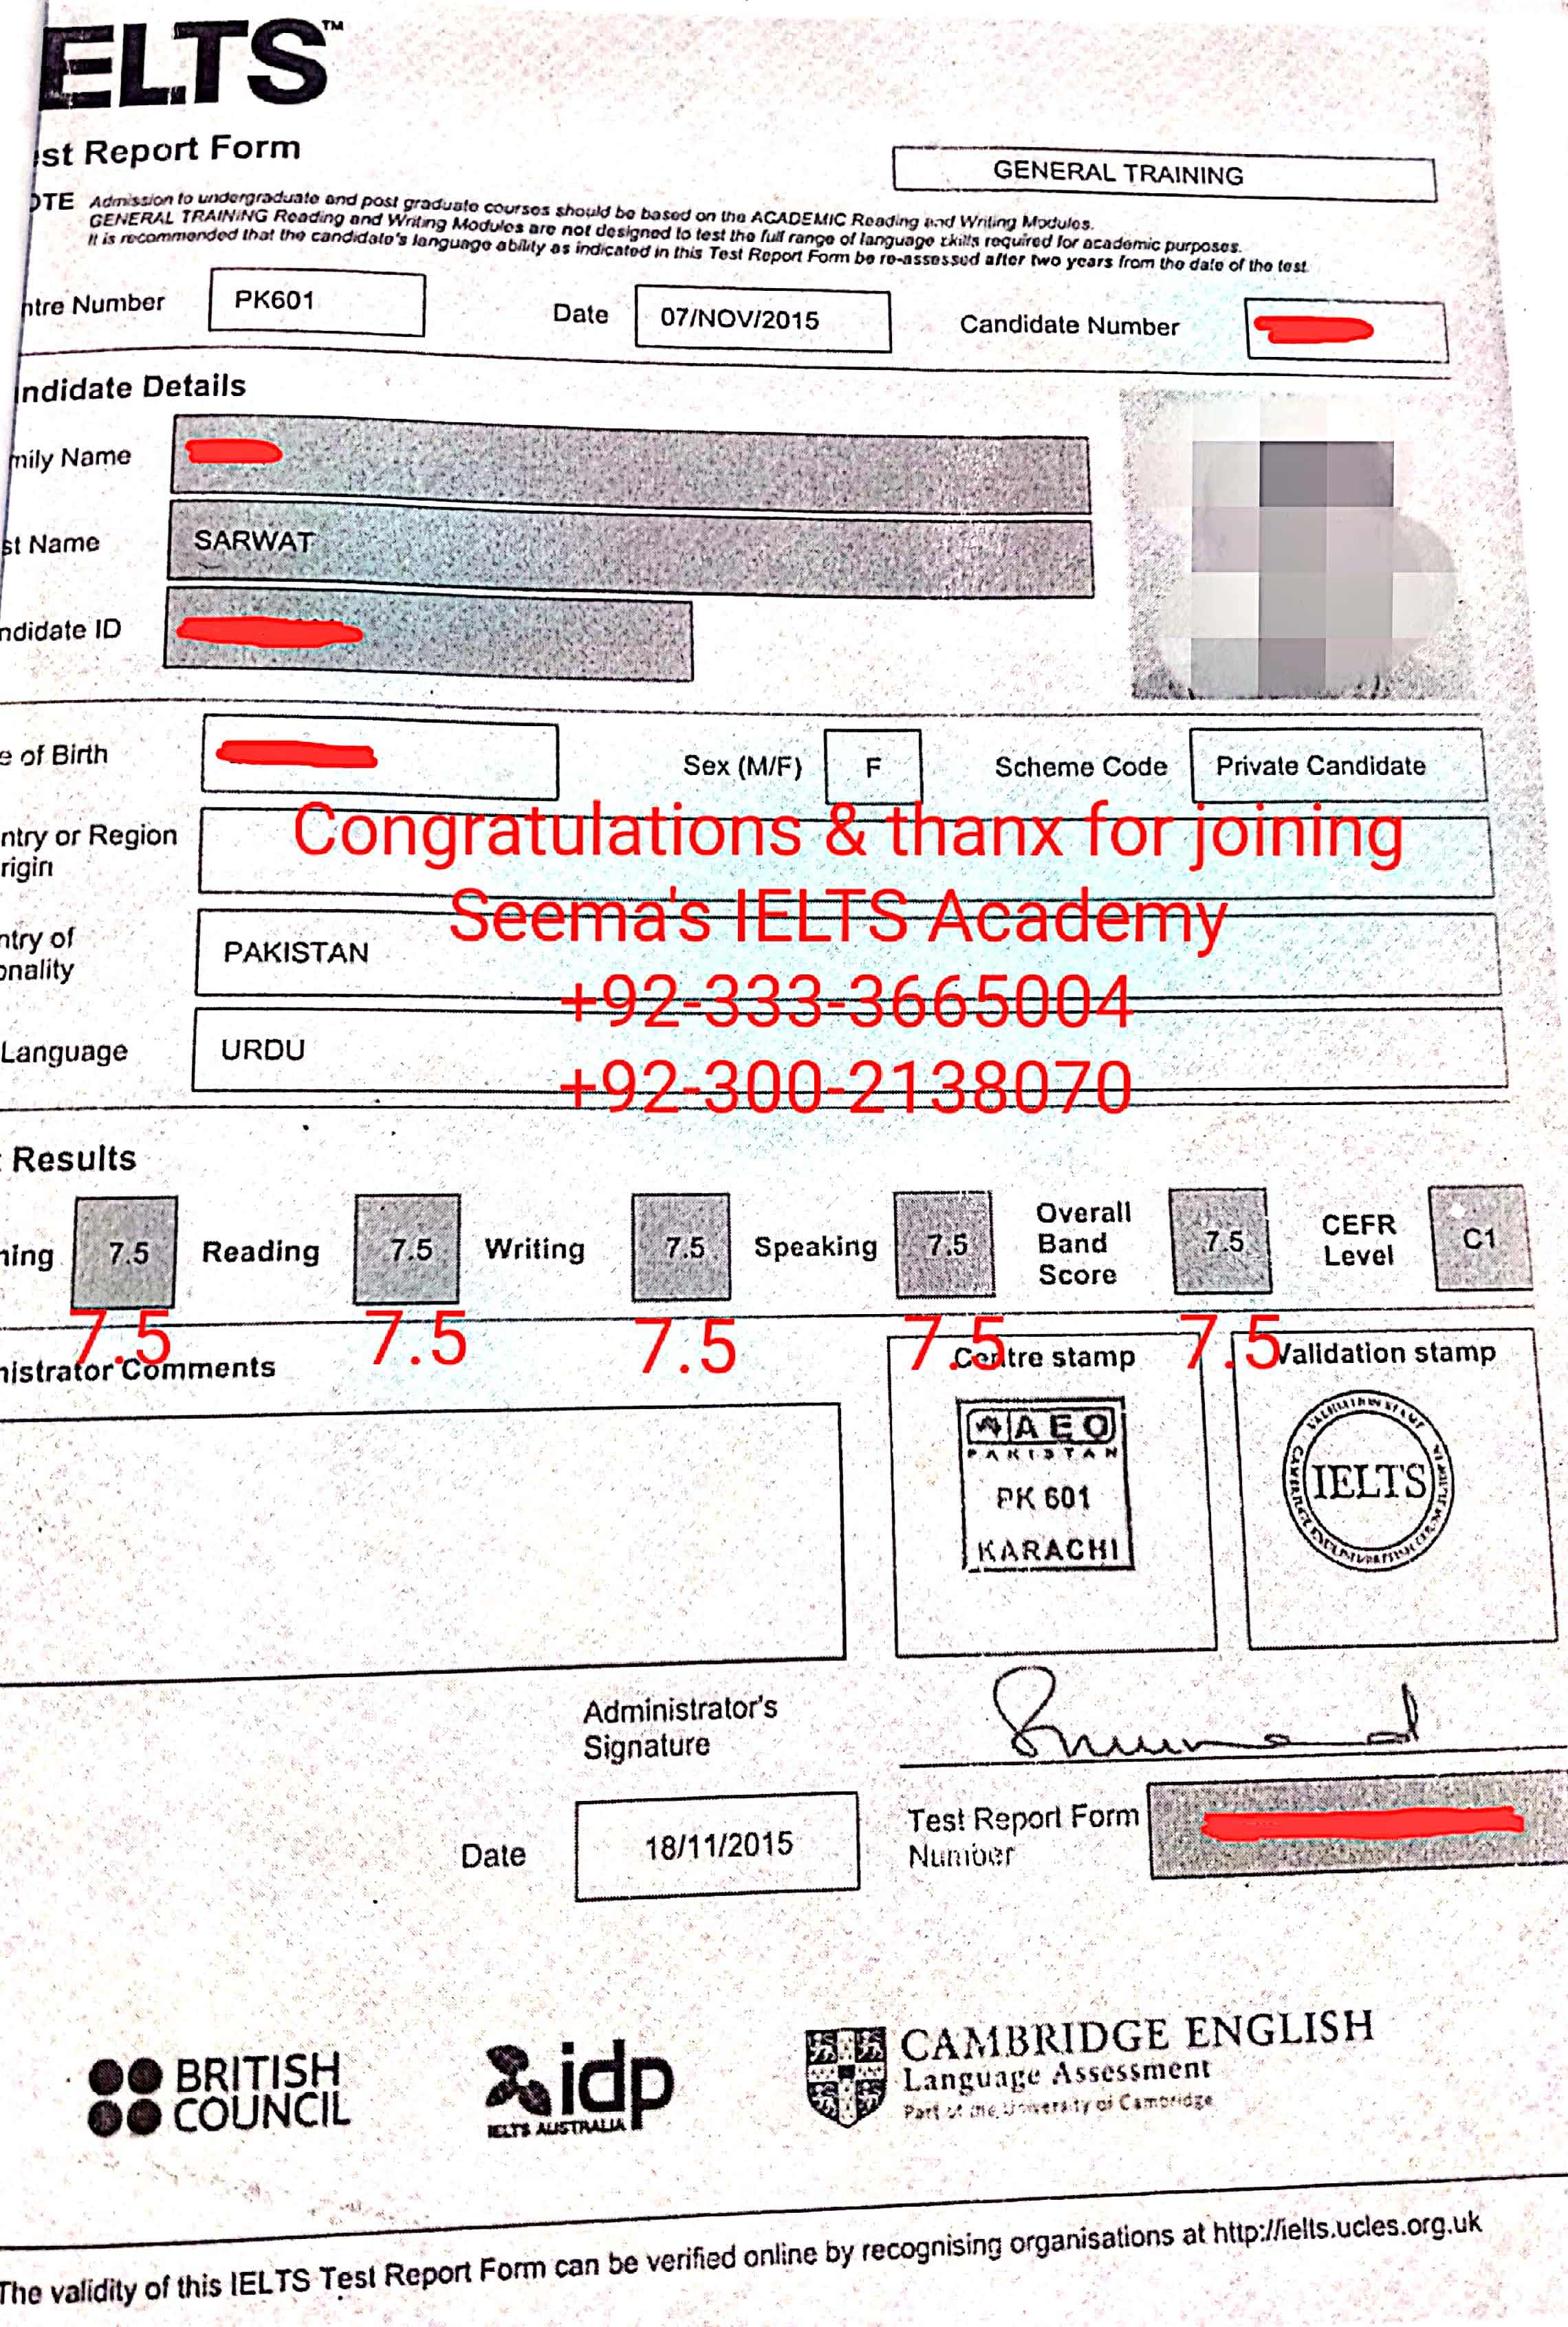 IELTS™
est Report Form
GENERAL TRAINING
OTE Admission to undergraduate and post graduate courses should be based on the ACADEMIC Reading and Writing Modules.
GENERAL TRAINING Reading and Writing Modules are not designed to test the full range of language skills required for academic purposes.
It is recommended that the candidate's language ability as indicated in this Test Report Form be re-assessed after two years from the date of the test.
ntre Number PK601 Date 07/NOV/2015 Candidate Number
ndidate Details
mily Name
st Name SARWAT
ndidate ID
e of Birth Sex (M/F) F Scheme Code Private Candidate
Congratulations & thanx for joining
ntry or Region
rigin
Seema's IELTS Academy
ntry of
onality PAKISTAN
+92-333-3665004
Language URDU
+92-300-2138070
Results
ning 7.5 Reading 7.5 Writing 7.5 Speaking 7.5 Overall Band Score 7.5 CEFR Level C1
7.5 7.5 7.5 7.5 7.5
nistrator Comments Centre stamp Validation stamp
AEO
PAKISTAN
PK 601
KARACHI
VALIDATION STAMP
IELTS
Administrator's
Signature
Date 18/11/2015 Test Report Form
Number
BRITISH
COUNCIL
idp
IELTS AUSTRALIA
CAMBRIDGE ENGLISH
Language Assessment
Part of the University of Cambridge
The validity of this IELTS Test Report Form can be verified online by recognising organisations at http://ielts.ucles.org.uk